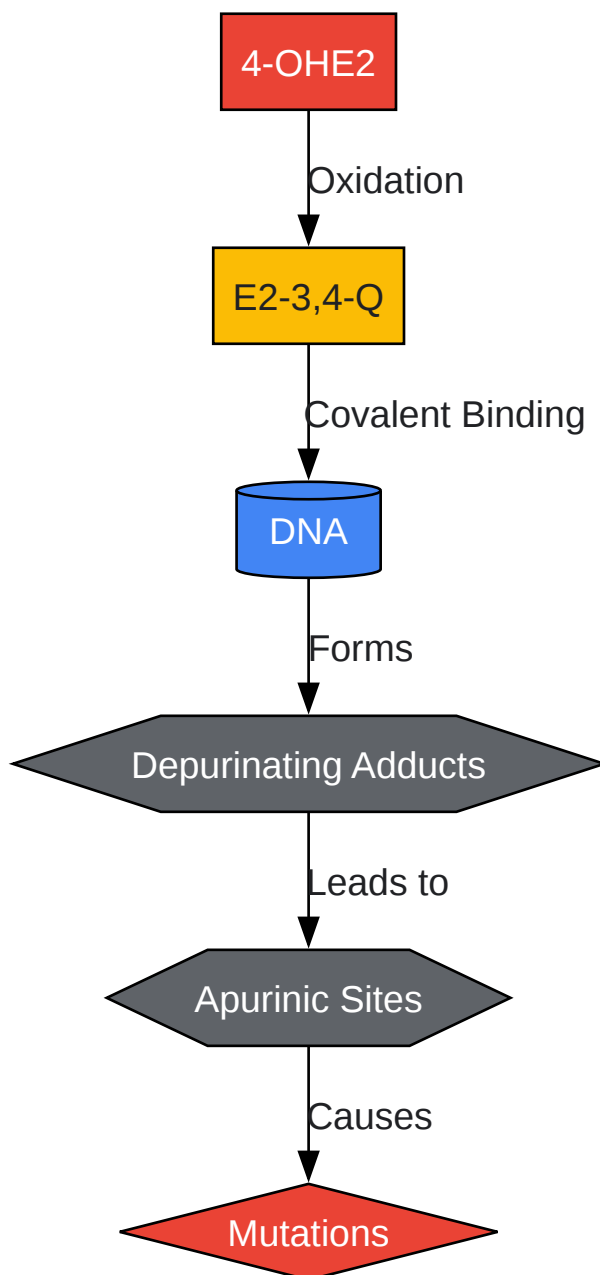 4-OHE2
Oxidation
E2-3,4-Q
Covalent Binding
DNA
Forms
Depurinating Adducts
Leads to
Apurinic Sites
Causes
Mutations